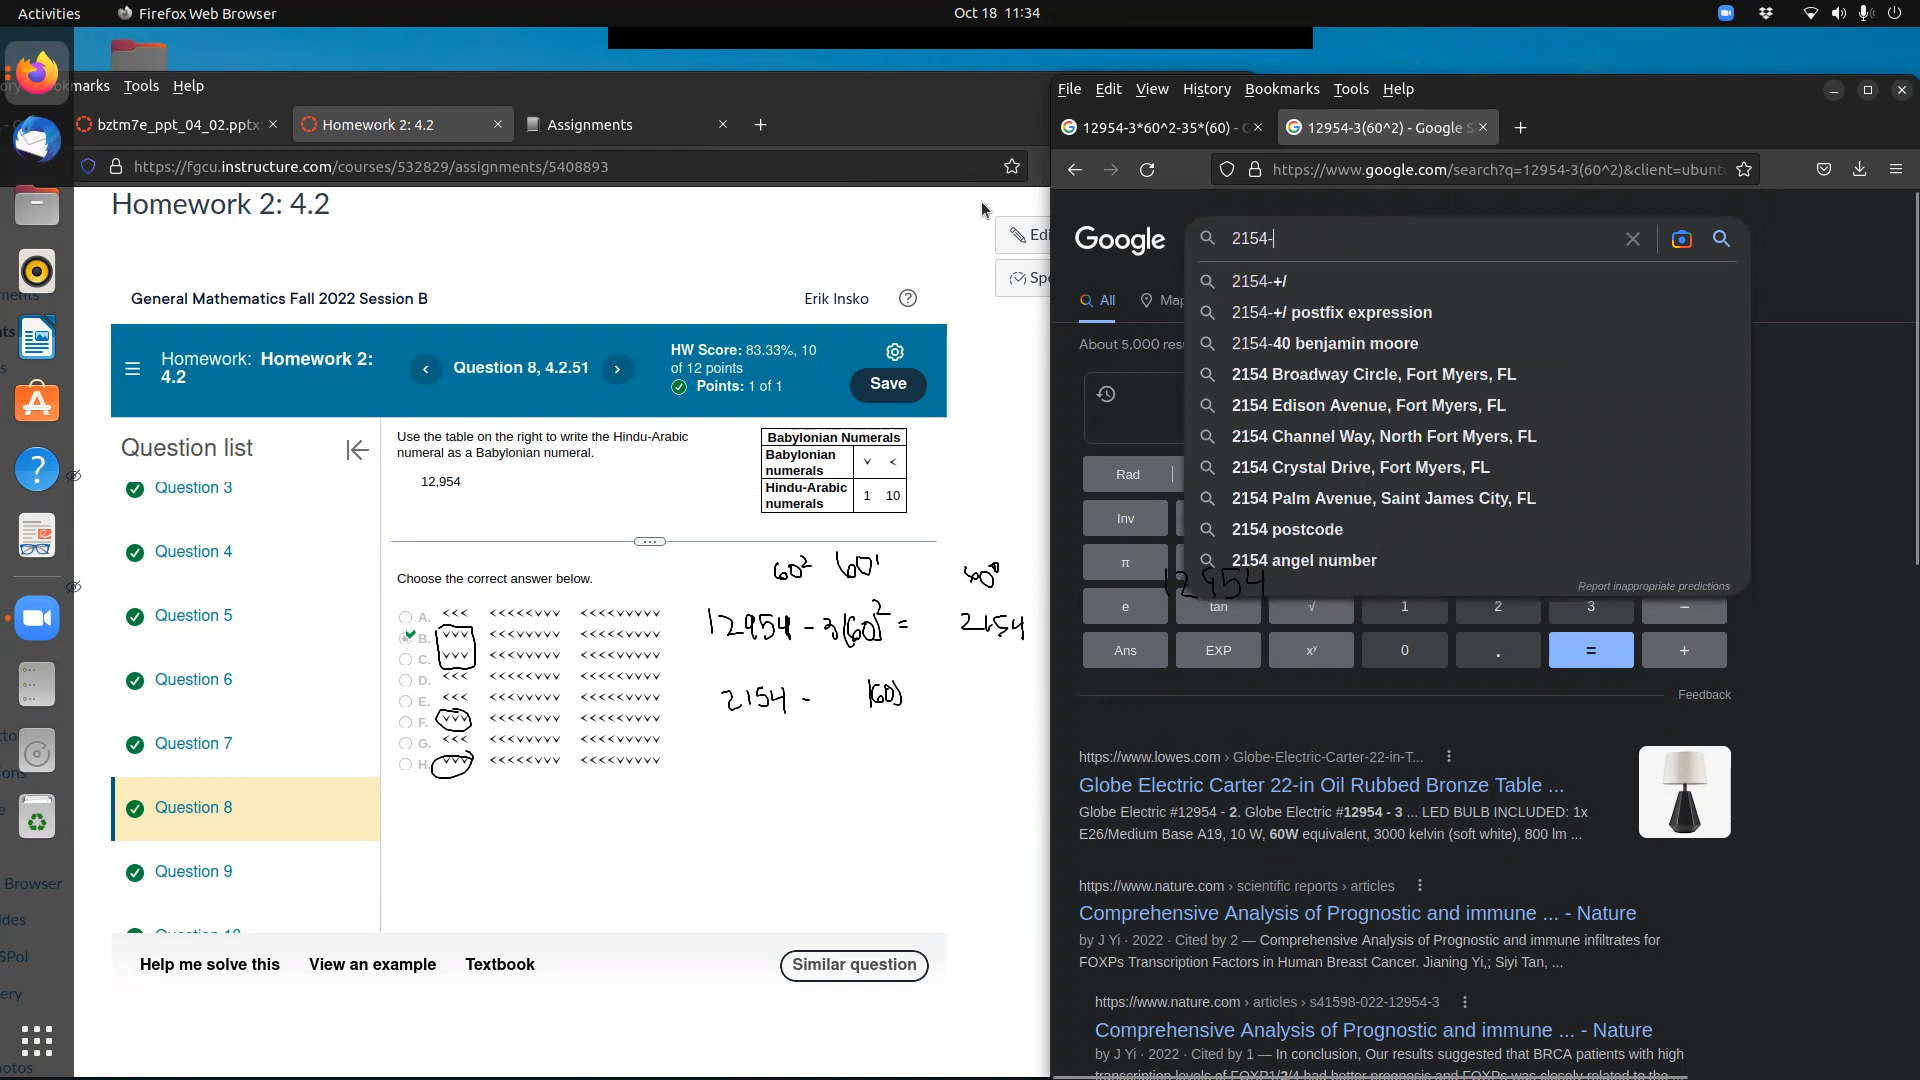 Activities Firefox Web Browser Oct 18 11:34
Tools Help
File Edit View History Bookmarks Tools Help
bztm7e_ppt_04_02.pptx Homework 2: 4.2 Assignments
12954-3*60^2-35*(60) - 12954-3(60^2) - Google S
https://fgcu.instructure.com/courses/532829/assignments/5408893
https://www.google.com/search?q=12954-3(60^2)&client=ubunt
Homework 2: 4.2
Edi
Spe
General Mathematics Fall 2022 Session B Erik Insko ?
Homework: Homework 2: 4.2
Question 8, 4.2.51
HW Score: 83.33%, 10 of 12 points
Points: 1 of 1
Save
Question list
Question 3
Question 4
Question 5
Question 6
Question 7
Question 8
Question 9
Use the table on the right to write the Hindu-Arabic
numeral as a Babylonian numeral.
12,954
Babylonian Numerals
Babylonian numerals ∨ <
Hindu-Arabic numerals 1 10
Choose the correct answer below.
A. <<< <<<<<∨∨∨ <<<<<∨∨∨∨
B. ∨∨∨ <<<<<∨∨∨ <<<<<∨∨∨∨
C. ∨∨∨ <<<<<∨∨∨ <<<<<∨∨∨∨
D. <<< <<<<<∨∨∨ <<<<<∨∨∨∨
E. <<< <<<<<∨∨∨ <<<<<∨∨∨∨
F. ∨∨∨ <<<<<∨∨∨ <<<<<∨∨∨∨
G. <<< <<<<<∨∨∨ <<<<<∨∨∨∨
H. ∨∨∨ <<<<<∨∨∨ <<<<<∨∨∨∨
60² 60¹ 60⁰
12954 - 3(60)² = 2154
2154 - (60)
Help me solve this View an example Textbook Similar question
Google 2154-
2154-+/
2154-+/ postfix expression
2154-40 benjamin moore
2154 Broadway Circle, Fort Myers, FL
2154 Edison Avenue, Fort Myers, FL
2154 Channel Way, North Fort Myers, FL
2154 Crystal Drive, Fort Myers, FL
2154 Palm Avenue, Saint James City, FL
2154 postcode
2154 angel number
Report inappropriate predictions
All Map
About 5,000 res
Rad
Inv
π
12954
e tan √ 1 2 3 −
Ans EXP xʸ 0 . = +
Feedback
https://www.lowes.com › Globe-Electric-Carter-22-in-T...
Globe Electric Carter 22-in Oil Rubbed Bronze Table ...
Globe Electric #12954 - 2. Globe Electric #12954 - 3 ... LED BULB INCLUDED: 1x
E26/Medium Base A19, 10 W, 60W equivalent, 3000 kelvin (soft white), 800 lm ...
https://www.nature.com › scientific reports › articles
Comprehensive Analysis of Prognostic and immune ... - Nature
by J Yi · 2022 · Cited by 2 — Comprehensive Analysis of Prognostic and immune infiltrates for
FOXPs Transcription Factors in Human Breast Cancer. Jianing Yi,; Siyi Tan, ...
https://www.nature.com › articles › s41598-022-12954-3
Comprehensive Analysis of Prognostic and immune ... - Nature
by J Yi · 2022 · Cited by 1 — In conclusion, Our results suggested that BRCA patients with high